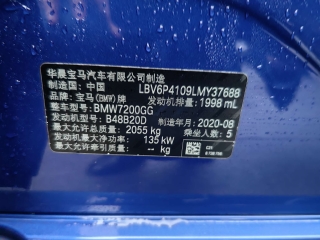 华晨宝马汽车有限公司制造
制造国：中国 LBV6P4109LMY37688
品牌：宝马(BMW)牌 发动机排量：1998 mL
整车型号：BMW7200GG
发动机型号：B48B20D 制造年月：2020-08
最大允许总质量：2055 kg 乘坐人数：5
发动机最大净功率：135 kW
最大允许牵引质量：-- kg